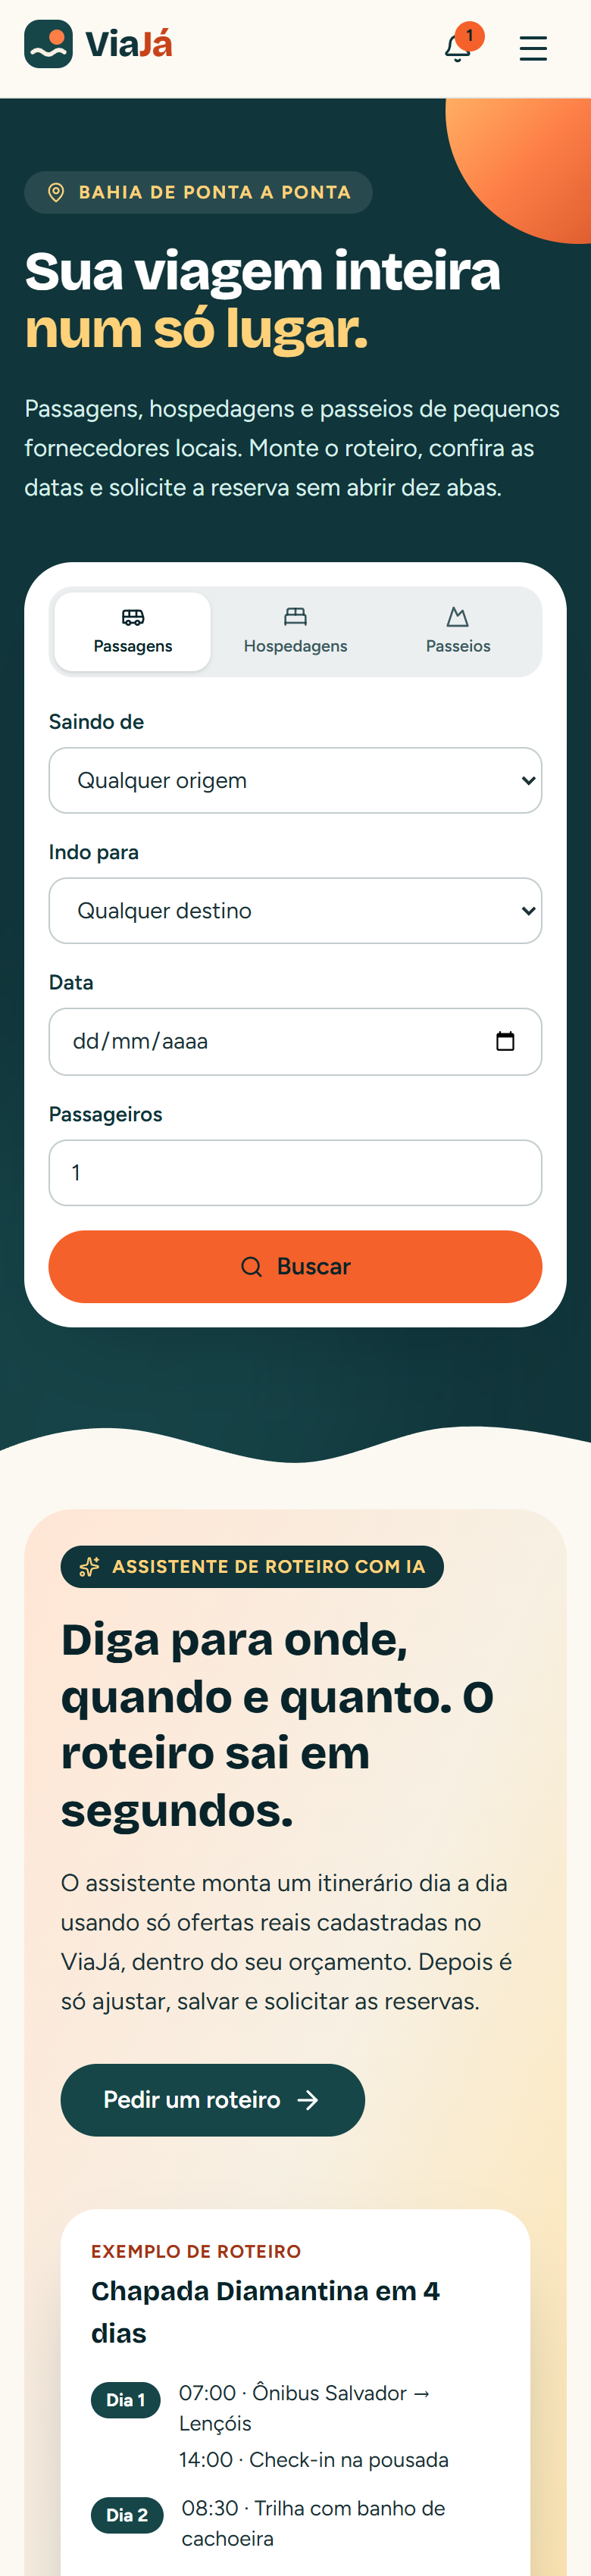 ViaJá
1
BAHIA DE PONTA A PONTA
Sua viagem inteira
num só lugar.
Passagens, hospedagens e passeios de pequenos
fornecedores locais. Monte o roteiro, confira as
datas e solicite a reserva sem abrir dez abas.
Passagens
Hospedagens
Passeios
Saindo de
Qualquer origem
Indo para
Qualquer destino
Data
dd/mm/aaaa
Passageiros
1
Buscar
ASSISTENTE DE ROTEIRO COM IA
Diga para onde,
quando e quanto. O
roteiro sai em
segundos.
O assistente monta um itinerário dia a dia
usando só ofertas reais cadastradas no
ViaJá, dentro do seu orçamento. Depois é
só ajustar, salvar e solicitar as reservas.
Pedir um roteiro →
EXEMPLO DE ROTEIRO
Chapada Diamantina em 4
dias
Dia 1
07:00 · Ônibus Salvador →
Lençóis
14:00 · Check-in na pousada
Dia 2
08:30 · Trilha com banho de
cachoeira